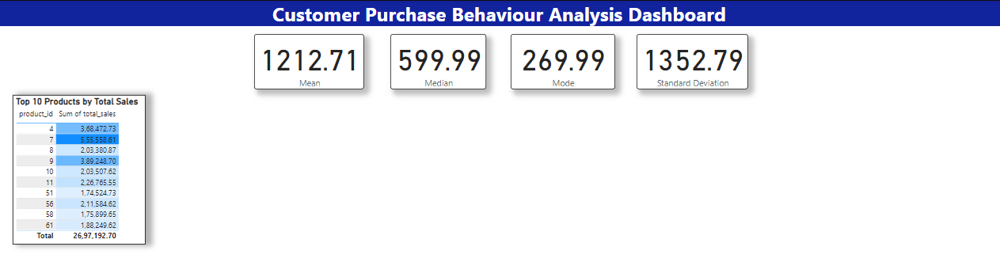 Customer Purchase Behaviour Analysis Dashboard
1212.71
Mean
599.99
Median
269.99
Mode
1352.79
Standard Deviation
Top 10 Products by Total Sales
product_id Sum of total_sales
4 3,68,472.73
7 5,55,558.61
8 2,03,380.87
9 3,89,248.70
10 2,03,507.62
11 2,26,765.55
51 1,74,524.73
56 2,11,584.62
58 1,75,899.65
61 1,88,249.62
Total 26,97,192.70